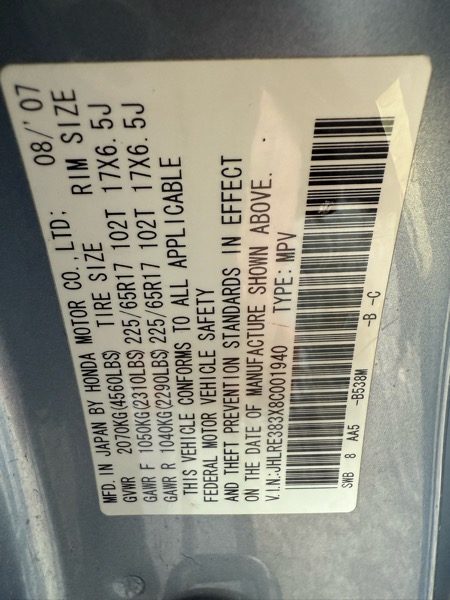 MFD. IN JAPAN BY HONDA MOTOR CO., LTD; 08/'07
GVWR 2070KG(4560LBS) TIRE SIZE RIM SIZE
GAWR F 1050KG(2310LBS) 225/65R17 102T 17X6.5J
GAWR R 1040KG(2290LBS) 225/65R17 102T 17X6.5J
THIS VEHICLE CONFORMS TO ALL APPLICABLE
FEDERAL MOTOR VEHICLE SAFETY
AND THEFT PREVENTION STANDARDS IN EFFECT
ON THE DATE OF MANUFACTURE SHOWN ABOVE.
V.I.N:JHLRE383X8C001940 / TYPE: MPV
SWB 8 AA5 -B538M -B -C